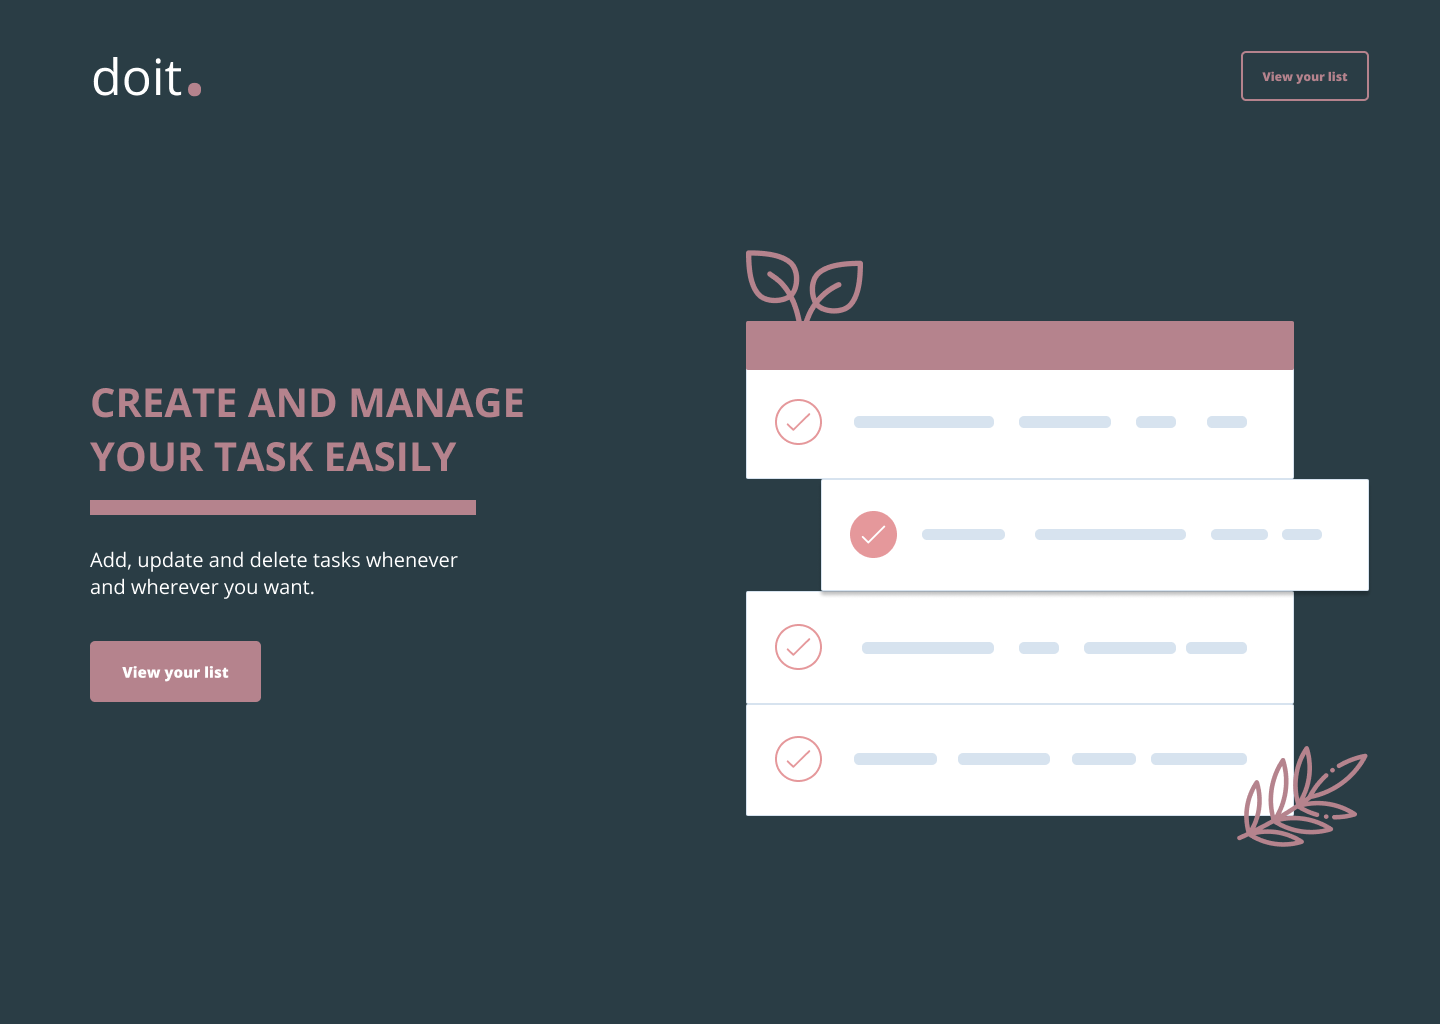 doit.
View your list
CREATE AND MANAGE
YOUR TASK EASILY
Add, update and delete tasks whenever
and wherever you want.
View your list